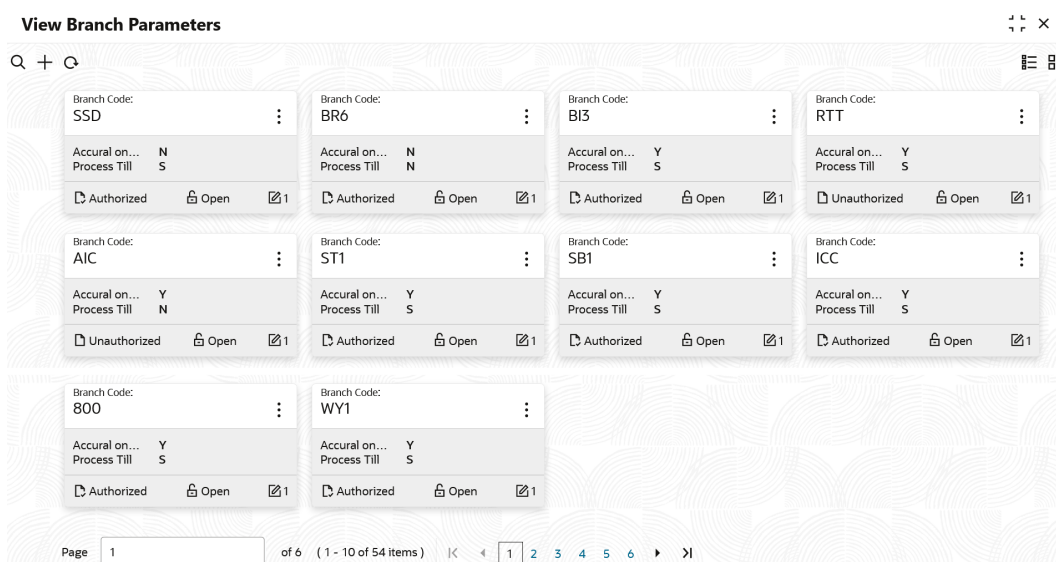 View Branch Parameters
Branch Code:
SSD
Accural on... N
Process Till S
Authorized Open 1
Branch Code:
BR6
Accural on... N
Process Till N
Authorized Open 1
Branch Code:
BI3
Accural on... Y
Process Till S
Authorized Open 1
Branch Code:
RTT
Accural on... Y
Process Till S
Unauthorized Open 1
Branch Code:
AIC
Accural on... Y
Process Till N
Unauthorized Open 1
Branch Code:
ST1
Accural on... Y
Process Till S
Authorized Open 1
Branch Code:
SB1
Accural on... Y
Process Till S
Authorized Open 1
Branch Code:
ICC
Accural on... Y
Process Till S
Authorized Open 1
Branch Code:
800
Accural on... Y
Process Till S
Authorized Open 1
Branch Code:
WY1
Accural on... Y
Process Till S
Authorized Open 1
Page 1 of 6 ( 1 - 10 of 54 items ) 1 2 3 4 5 6